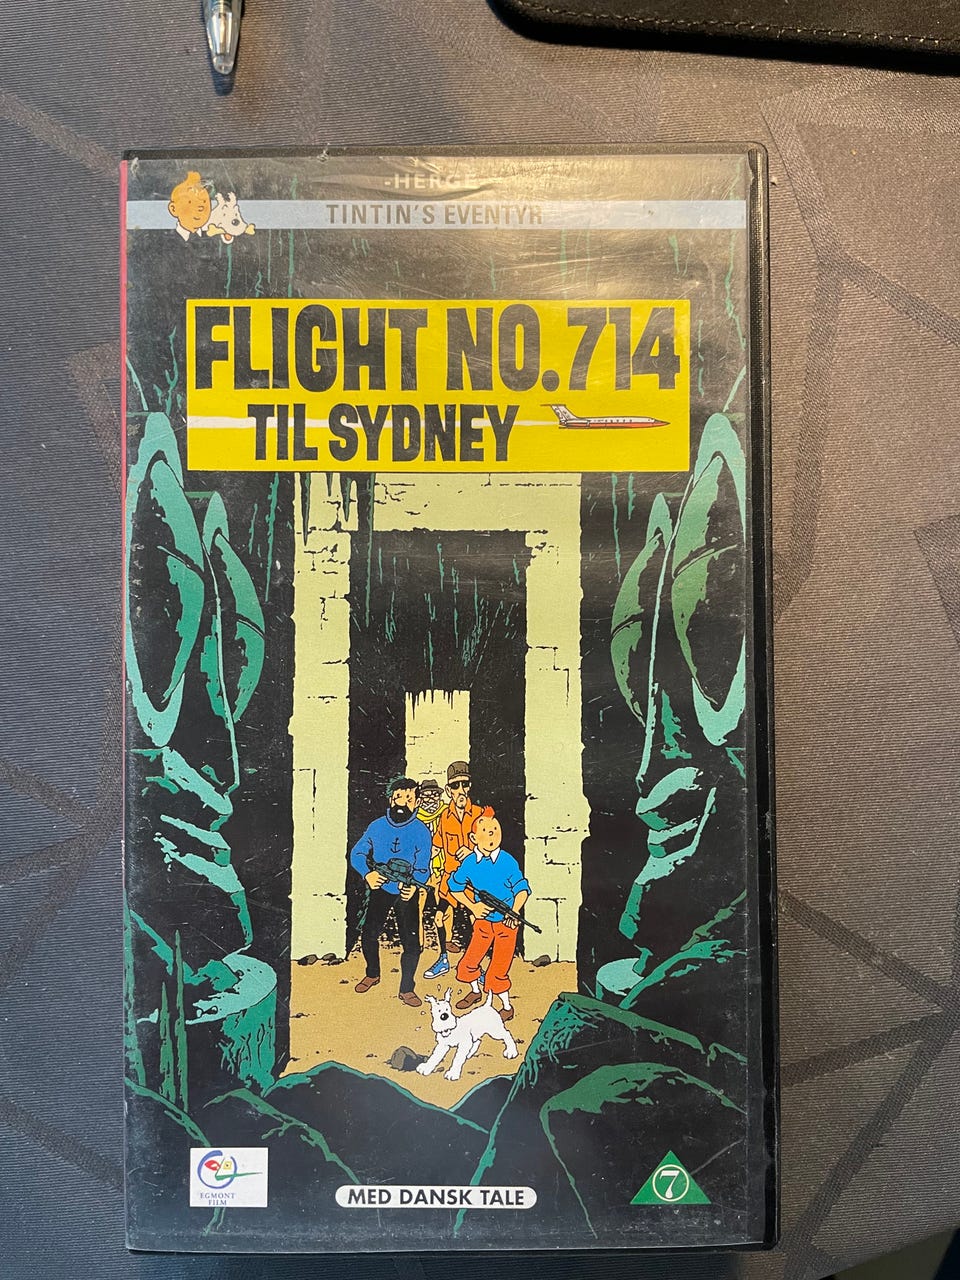 -HERGÉ-
TINTIN'S EVENTYR
FLIGHT NO. 714
TIL SYDNEY
EGMONT
FILM
MED DANSK TALE
7